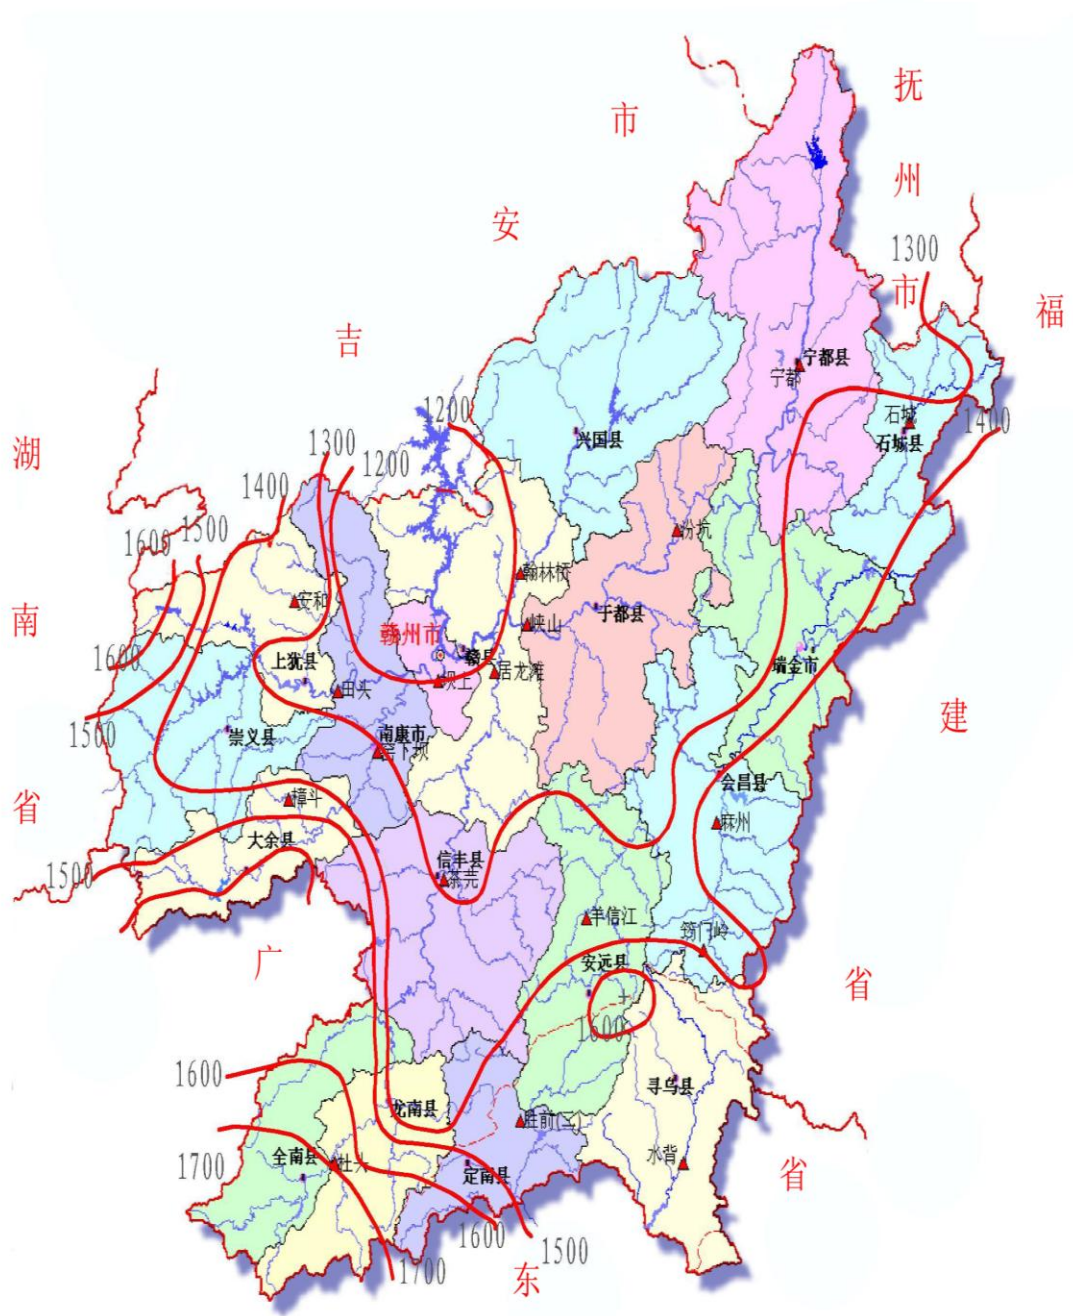 抚
州
市
市
安
吉
湖
南
省
福
建
省
广
东
省
1300
宁都县
宁都
石城
石城县
1400
1200
兴国县
1300
1200
1400
1500
1600
汾坑
翰林桥
安和
于都县
峡山
赣州市
赣县
居龙滩
坝上
瑞金市
1600
上犹县
田头
1500
崇义县
南康市
会昌县
樟斗
麻州
大余县
信丰县
茶芫
1500
羊信江
筠门岭
安远县
1600
1600
寻乌县
龙南县
胜前(二)
水背
1700
全南县
杜头
定南县
1600
1500
1700